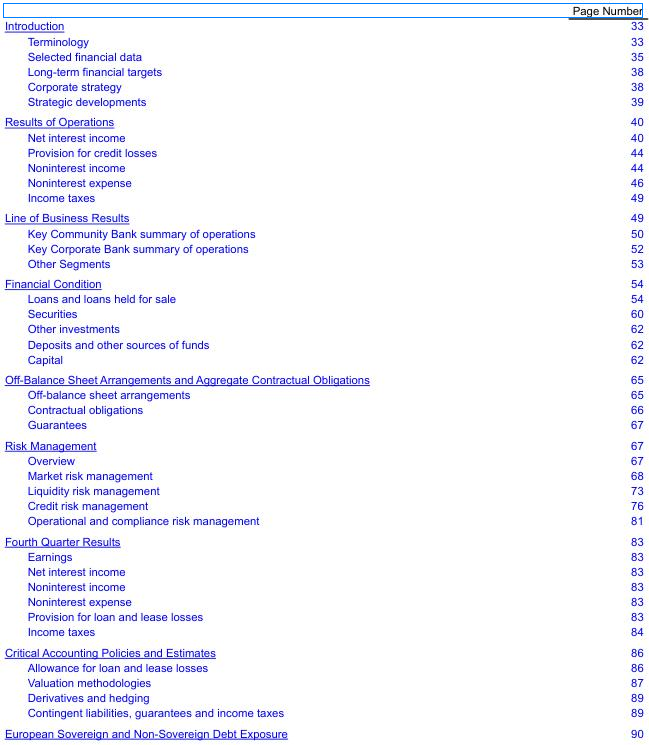 Page Number
Introduction 33
Terminology 33
Selected financial data 35
Long-term financial targets 38
Corporate strategy 38
Strategic developments 39
Results of Operations 40
Net interest income 40
Provision for credit losses 44
Noninterest income 44
Noninterest expense 46
Income taxes 49
Line of Business Results 49
Key Community Bank summary of operations 50
Key Corporate Bank summary of operations 52
Other Segments 53
Financial Condition 54
Loans and loans held for sale 54
Securities 60
Other investments 62
Deposits and other sources of funds 62
Capital 62
Off-Balance Sheet Arrangements and Aggregate Contractual Obligations 65
Off-balance sheet arrangements 65
Contractual obligations 66
Guarantees 67
Risk Management 67
Overview 67
Market risk management 68
Liquidity risk management 73
Credit risk management 76
Operational and compliance risk management 81
Fourth Quarter Results 83
Earnings 83
Net interest income 83
Noninterest income 83
Noninterest expense 83
Provision for loan and lease losses 83
Income taxes 84
Critical Accounting Policies and Estimates 86
Allowance for loan and lease losses 86
Valuation methodologies 87
Derivatives and hedging 89
Contingent liabilities, guarantees and income taxes 89
European Sovereign and Non-Sovereign Debt Exposure 90